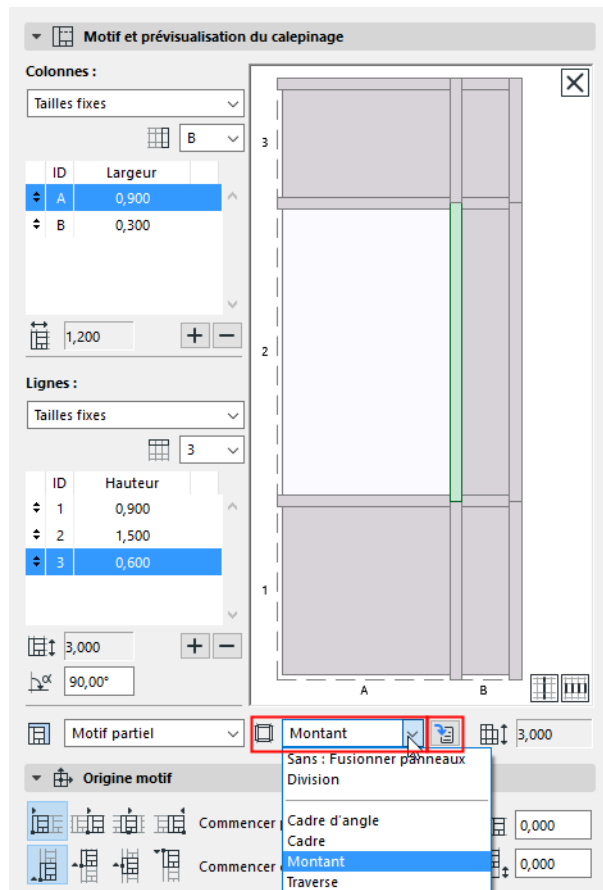 Motif et prévisualisation du calepinage
Colonnes :
Tailles fixes
B
ID Largeur
A 0,900
B 0,300
1,200
Lignes :
Tailles fixes
3
ID Hauteur
1 0,900
2 1,500
3 0,600
3,000
α 90,00°
3
2
1
A B
Motif partiel
Montant
3,000
Sans : Fusionner panneaux
Division
Cadre d'angle
Cadre
Montant
Traverse
Origine motif
Commencer
0,000
Commencer
0,000